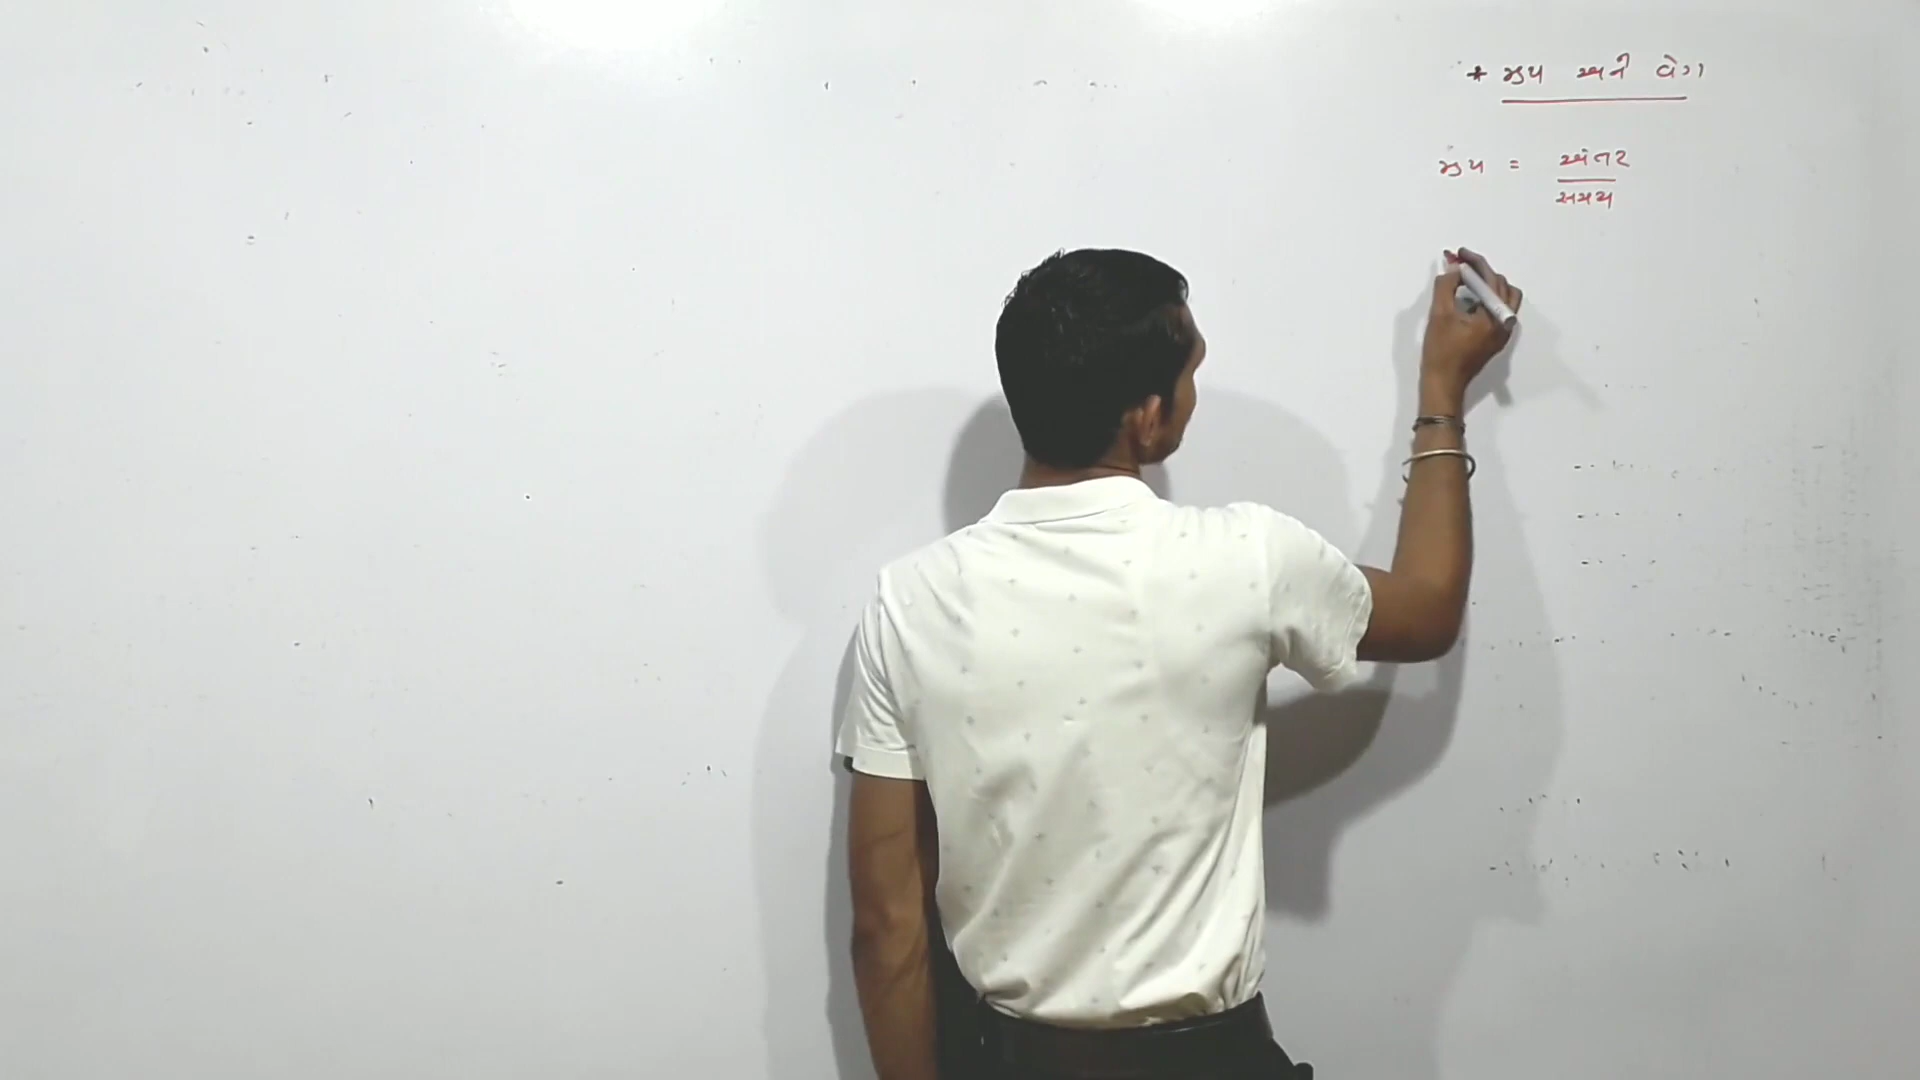 * ઝડપ અને વેગ
ઝડપ = અંતર
સમય